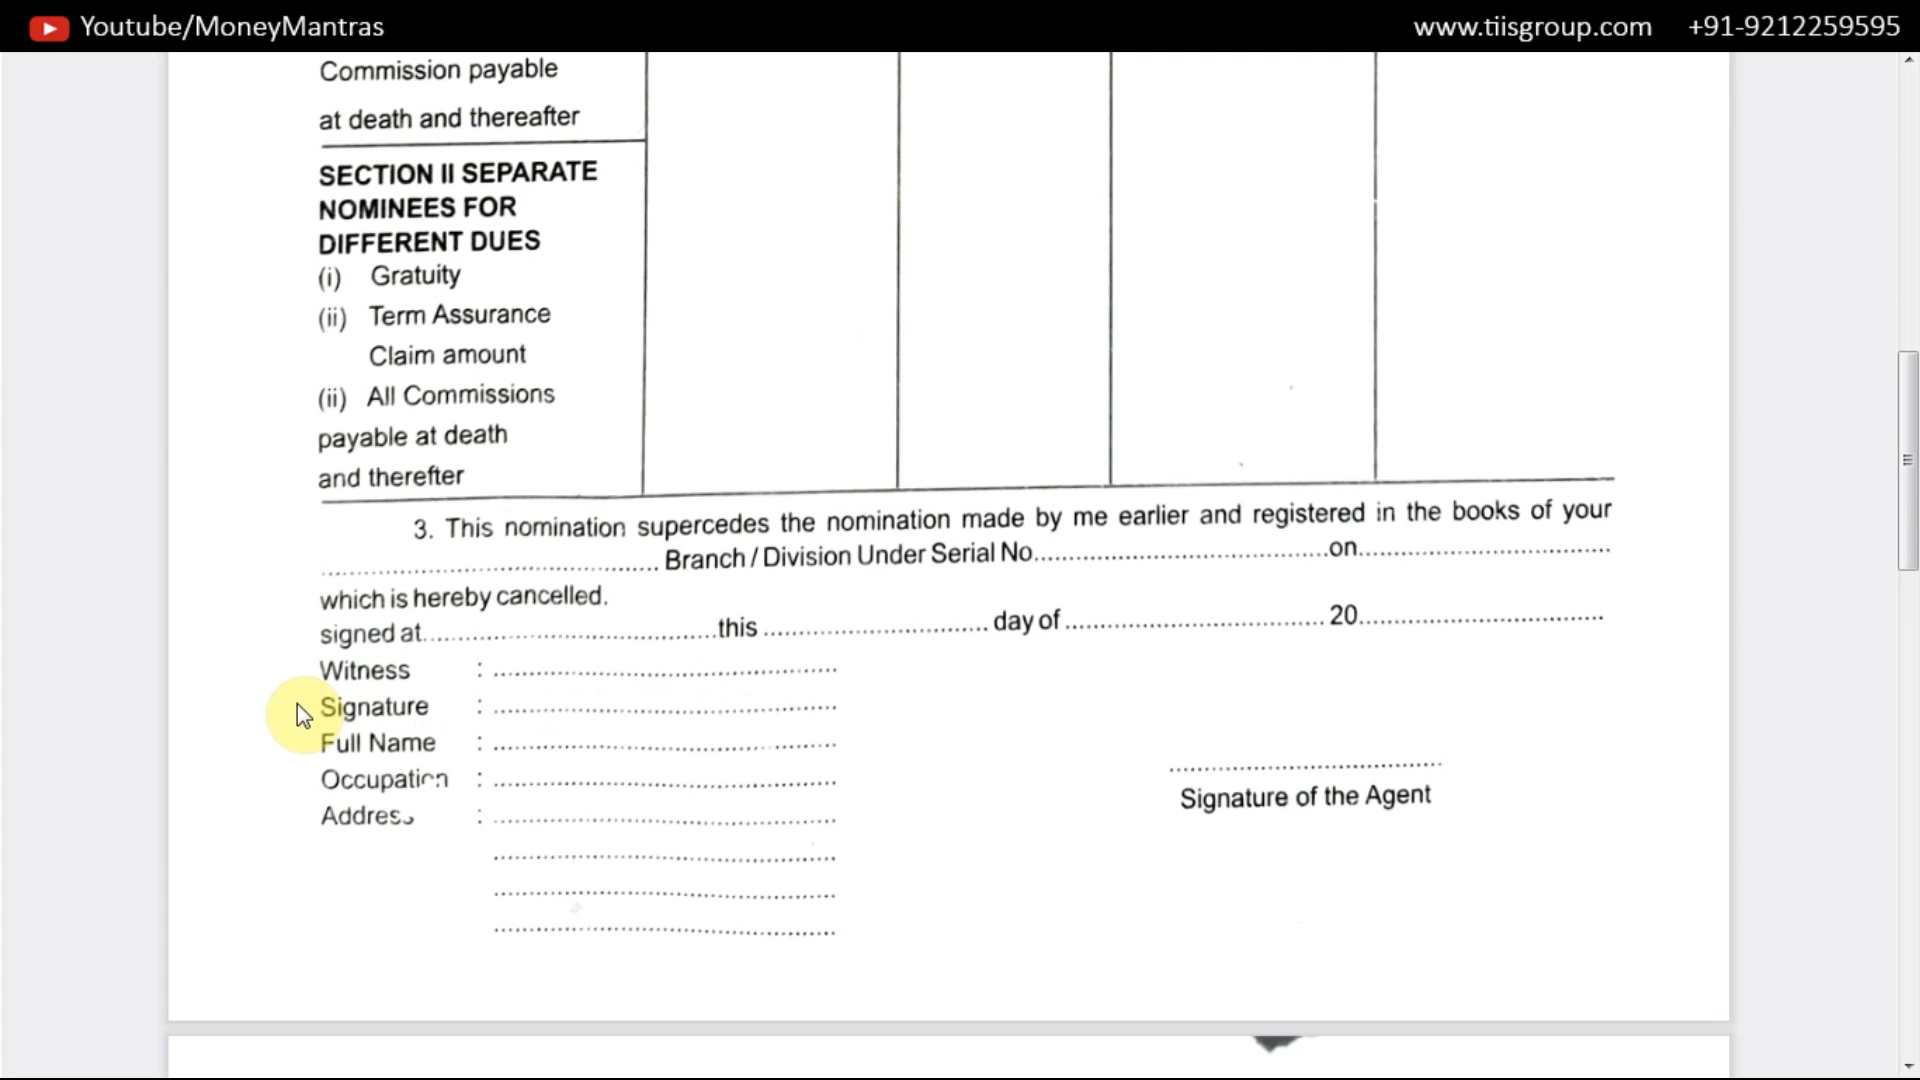 Youtube/MoneyMantras
www.tiisgroup.com +91-9212259595
Commission payable
at death and thereafter
SECTION II SEPARATE
NOMINEES FOR
DIFFERENT DUES
(i) Gratuity
(ii) Term Assurance
Claim amount
(ii) All Commissions
payable at death
and therefter
3. This nomination supercedes the nomination made by me earlier and registered in the books of your
.................................................. Branch / Division Under Serial No............................................on.......................................
which is hereby cancelled.
signed at............................................this .................................. day of ........................................ 20.....................................
Witness : ....................................................
Signature : ....................................................
Full Name : ....................................................
Occupation : ....................................................
Address : ....................................................
....................................................
....................................................
....................................................
..........................................
Signature of the Agent